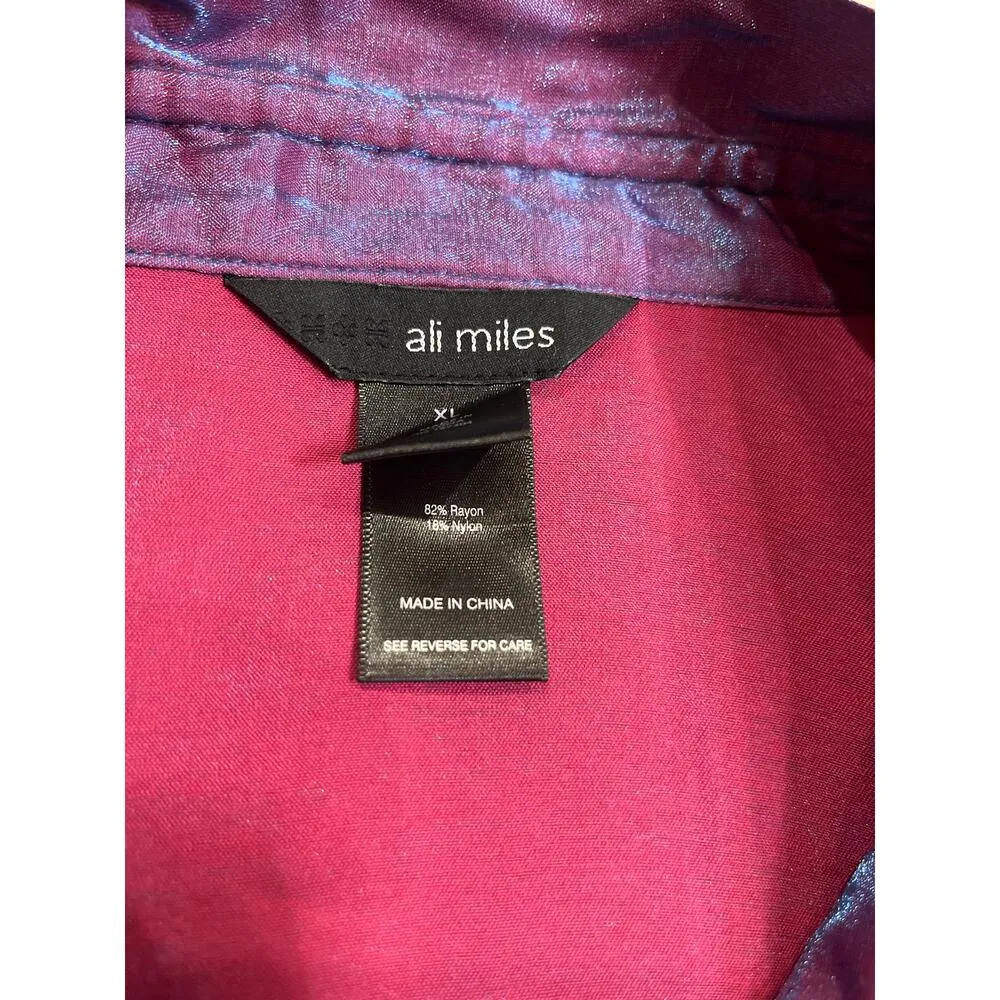 ali miles
XL
82% Rayon
18% Nylon
MADE IN CHINA
SEE REVERSE FOR CARE